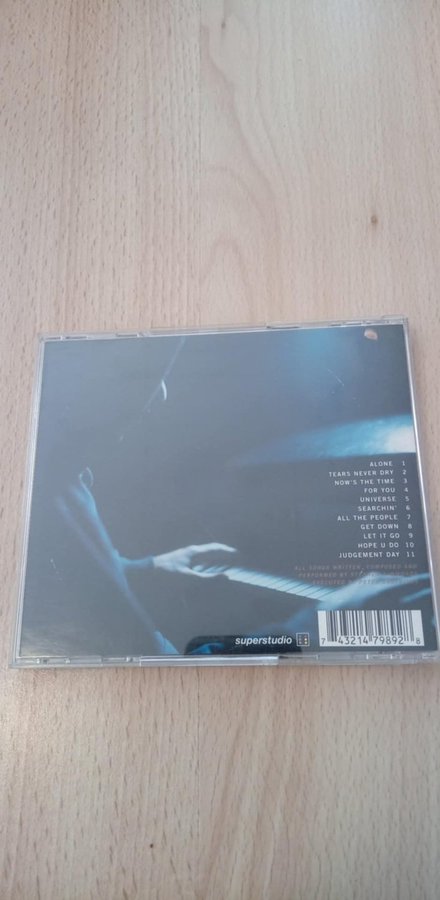 ALONE 1
TEARS NEVER DRY 2
NOW'S THE TIME 3
FOR YOU 4
UNIVERSE 5
SEARCHIN' 6
ALL THE PEOPLE 7
GET DOWN 8
LET IT GO 9
HOPE U DO 10
JUDGEMENT DAY 11
ALL SONGS WRITTEN, COMPOSED AND
PERFORMED BY
superstudio
7 43214 79892 8